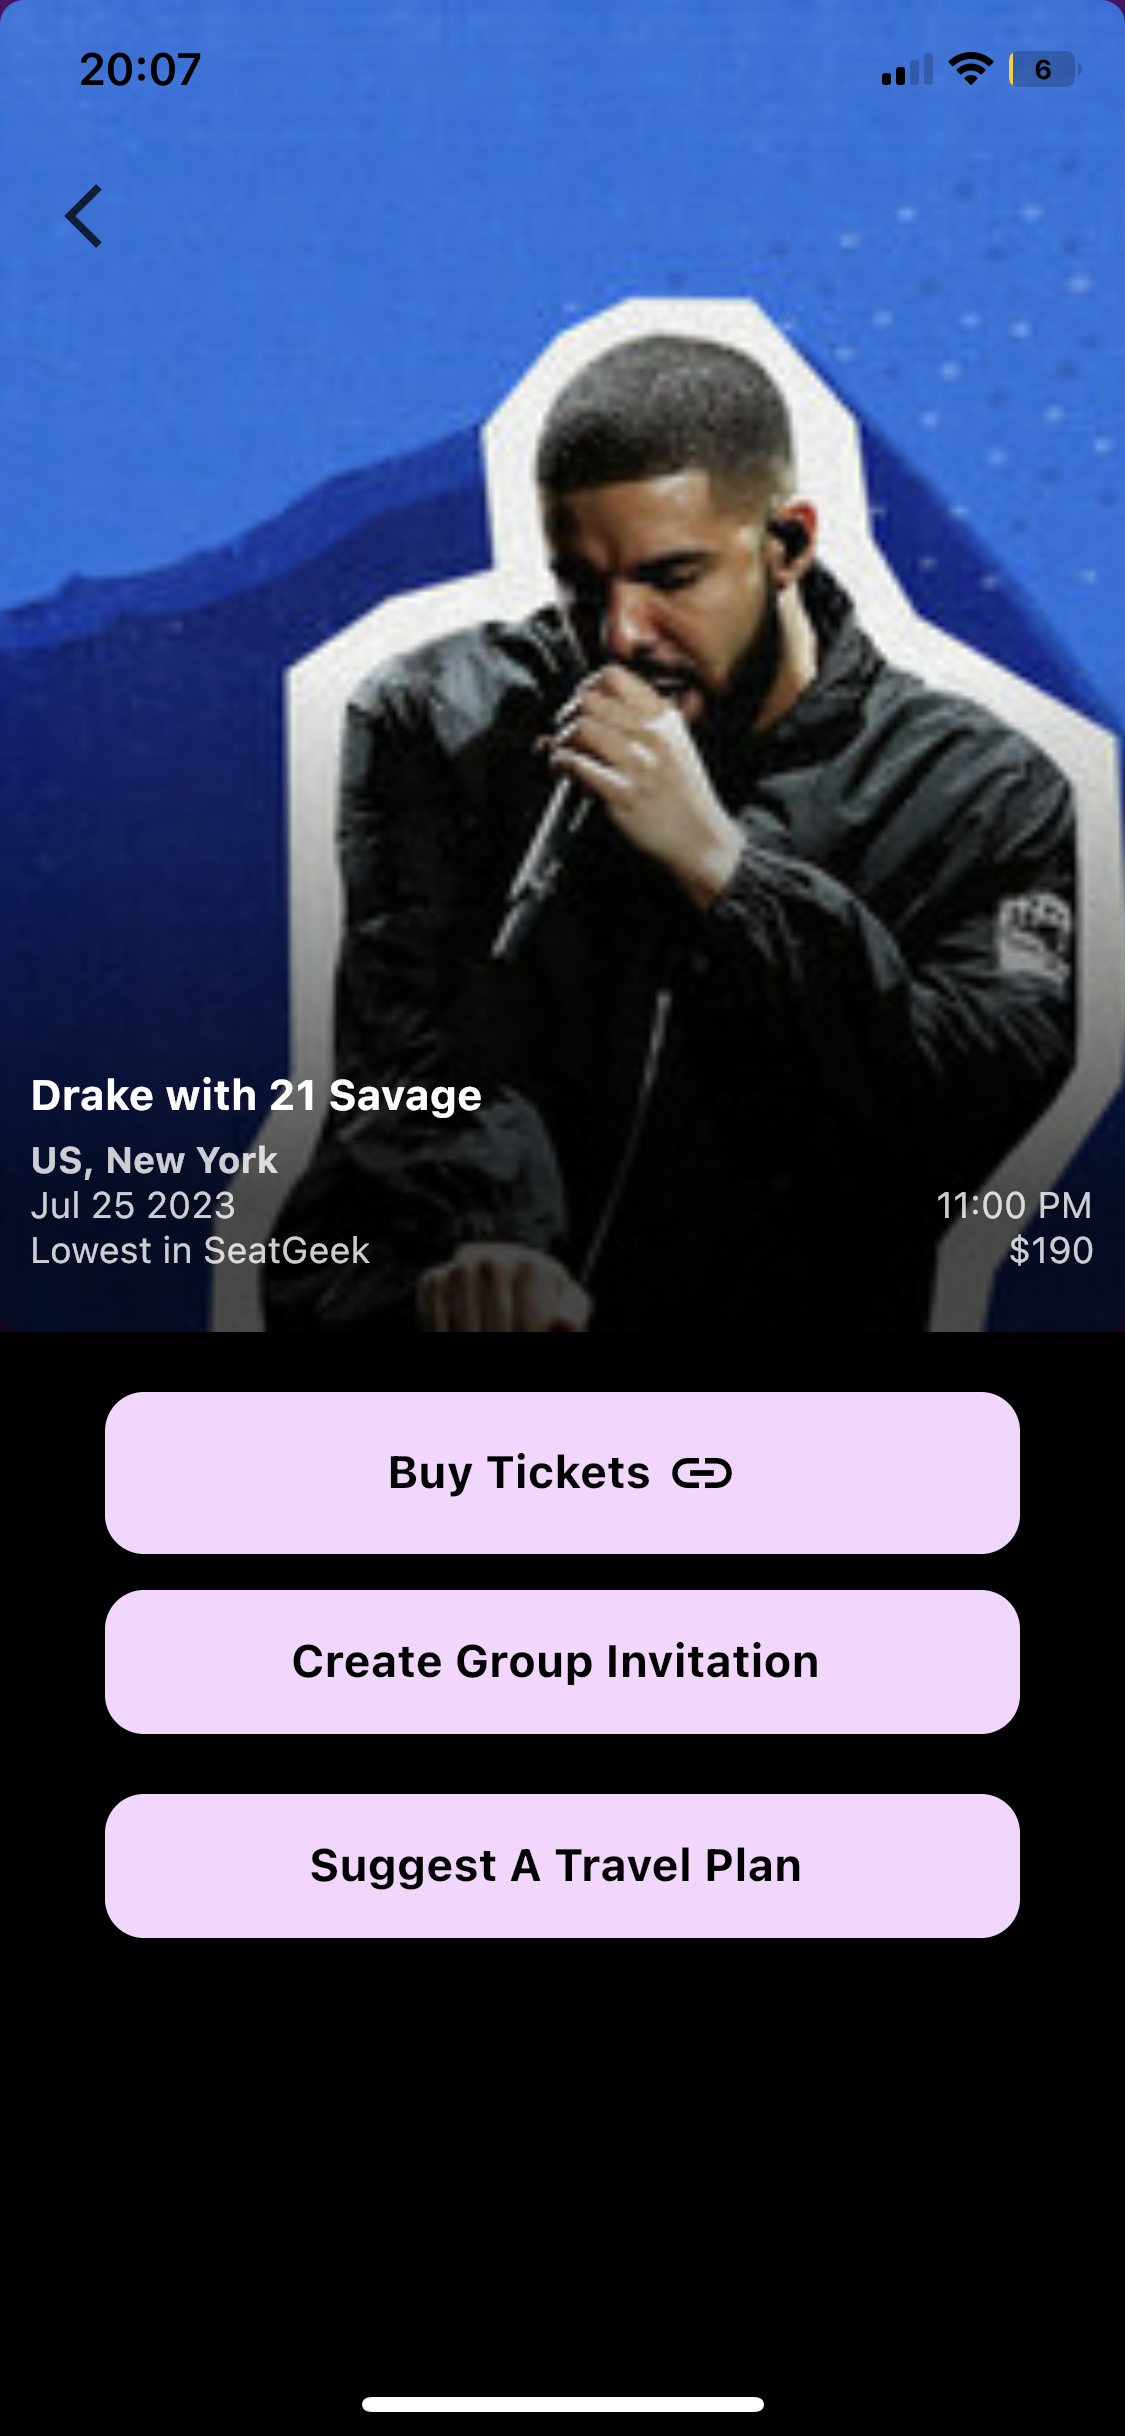 20:07
6
Drake with 21 Savage
US, New York
Jul 25 2023
11:00 PM
Lowest in SeatGeek
$190
Buy Tickets
Create Group Invitation
Suggest A Travel Plan